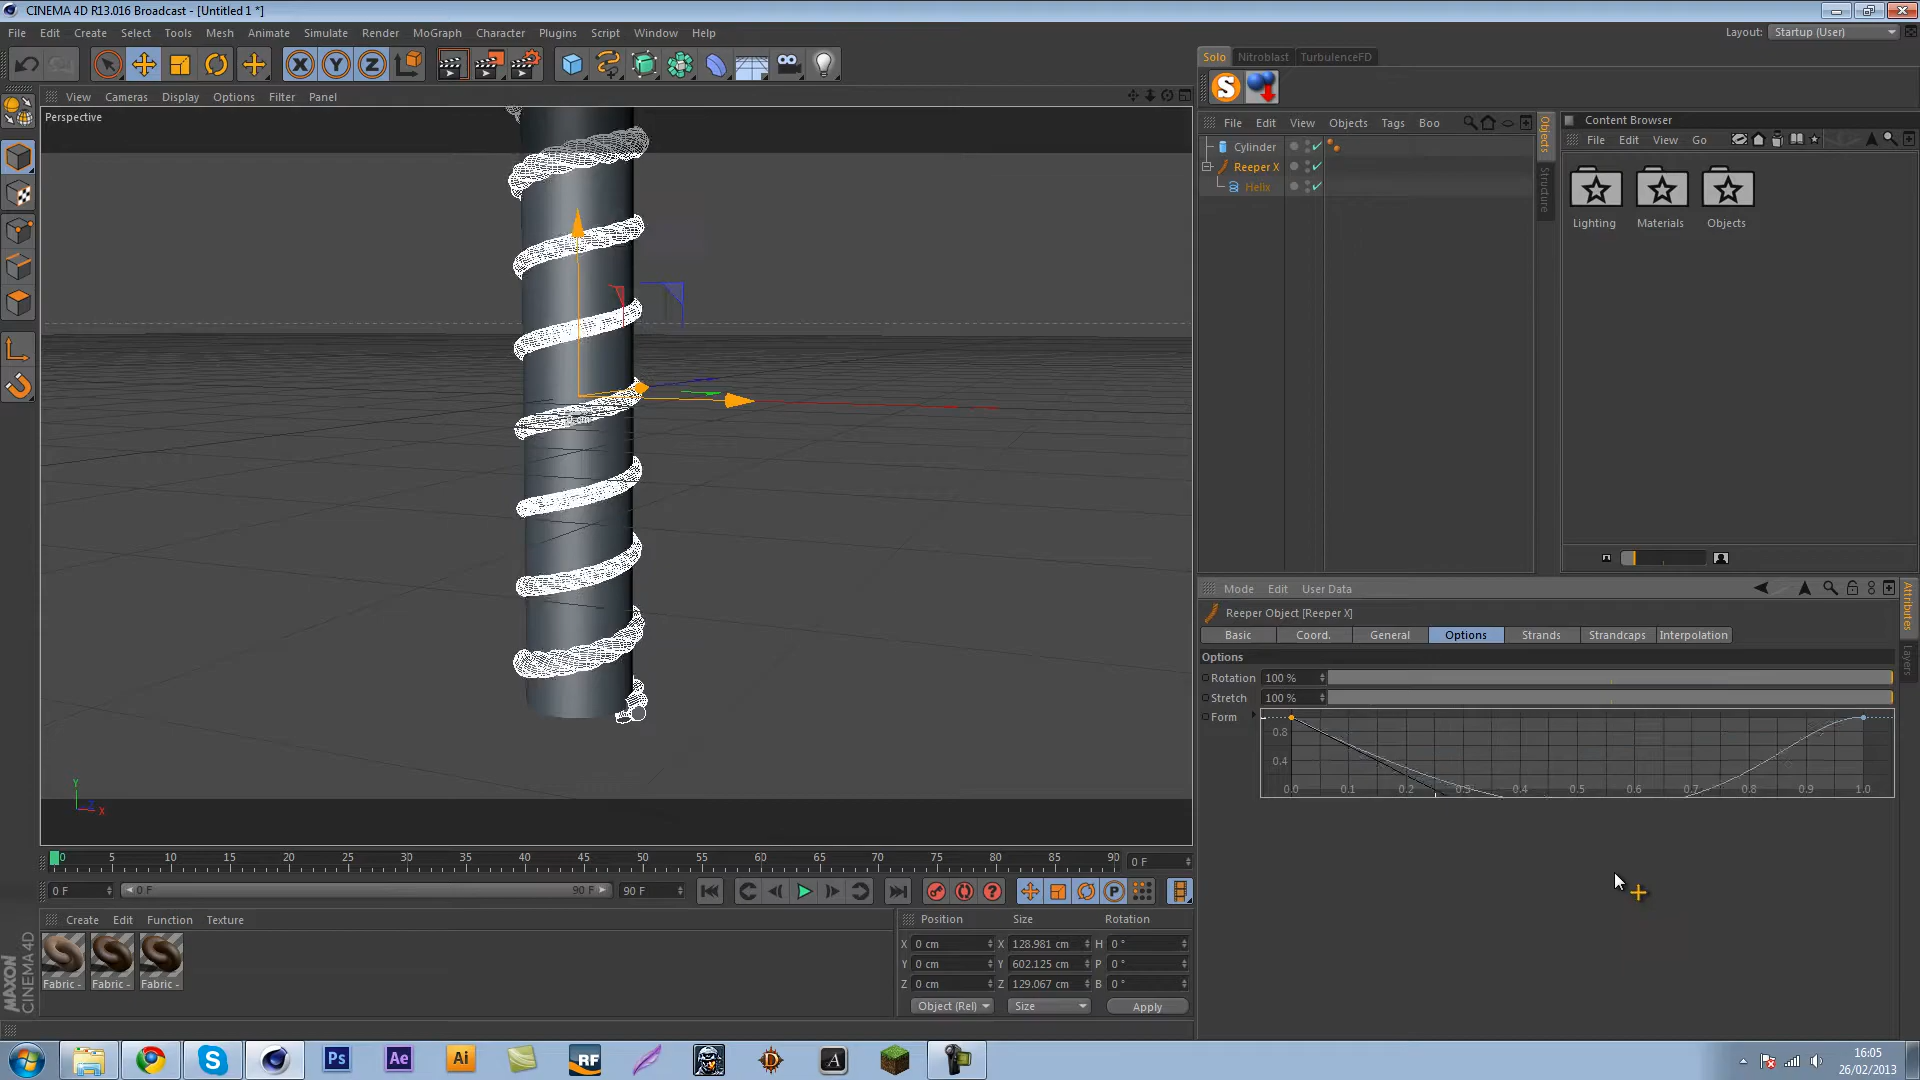 CINEMA 4D R13.016 Broadcast - [Untitled 1 *]
File Edit Create Select Tools Mesh Animate Simulate Render MoGraph Character Plugins Script Window Help
Layout: Startup (User)
Solo Nitroblast TurbulenceFD
View Cameras Display Options Filter Panel
Perspective
File Edit View Objects Tags Boo
Cylinder
Reeper X
Helix
Objects
Structure
Content Browser
File Edit View Go
Lighting Materials Objects
Mode Edit User Data
Reeper Object [Reeper X]
Basic Coord. General Options Strands Strandcaps Interpolation
Options
Rotation 100 %
Stretch 100 %
Form
0.8
0.4
0.0 0.1 0.2 0.3 0.4 0.5 0.6 0.7 0.8 0.9 1.0
Attributes
Layers
Y
Z
X
0 5 10 15 20 25 30 35 40 45 50 55 60 65 70 75 80 85 90 0 F
0 F 0 F 90 F 90 F
Create Edit Function Texture
Fabric - Fabric - Fabric -
Position Size Rotation
X 0 cm X 128.981 cm H 0 °
Y 0 cm Y 602.125 cm P 0 °
Z 0 cm Z 129.067 cm B 0 °
Object (Rel) Size Apply
MAXON
CINEMA 4D
Ps Ae Ai RF A
16:05
26/02/2013